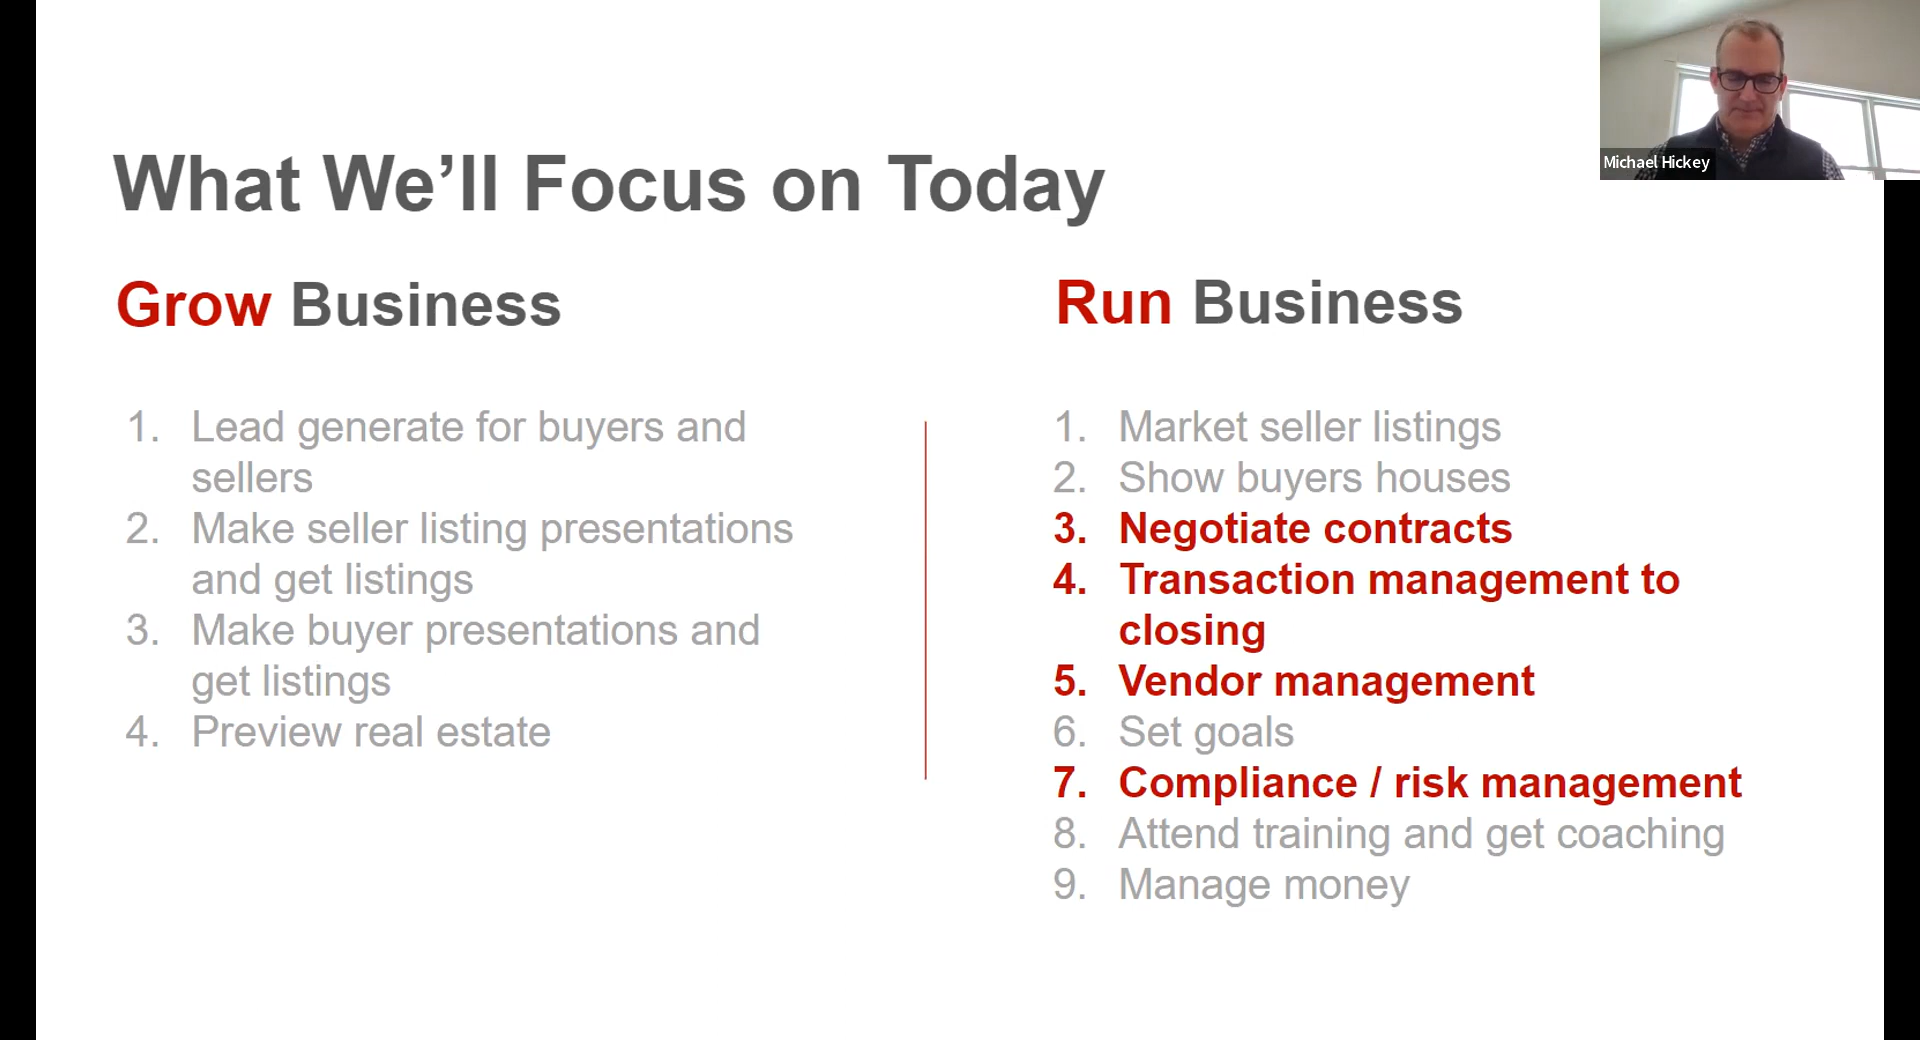 What We’ll Focus on Today
Michael Hickey
Grow Business
1. Lead generate for buyers and
sellers
2. Make seller listing presentations
and get listings
3. Make buyer presentations and
get listings
4. Preview real estate
Run Business
1. Market seller listings
2. Show buyers houses
3. Negotiate contracts
4. Transaction management to
closing
5. Vendor management
6. Set goals
7. Compliance / risk management
8. Attend training and get coaching
9. Manage money